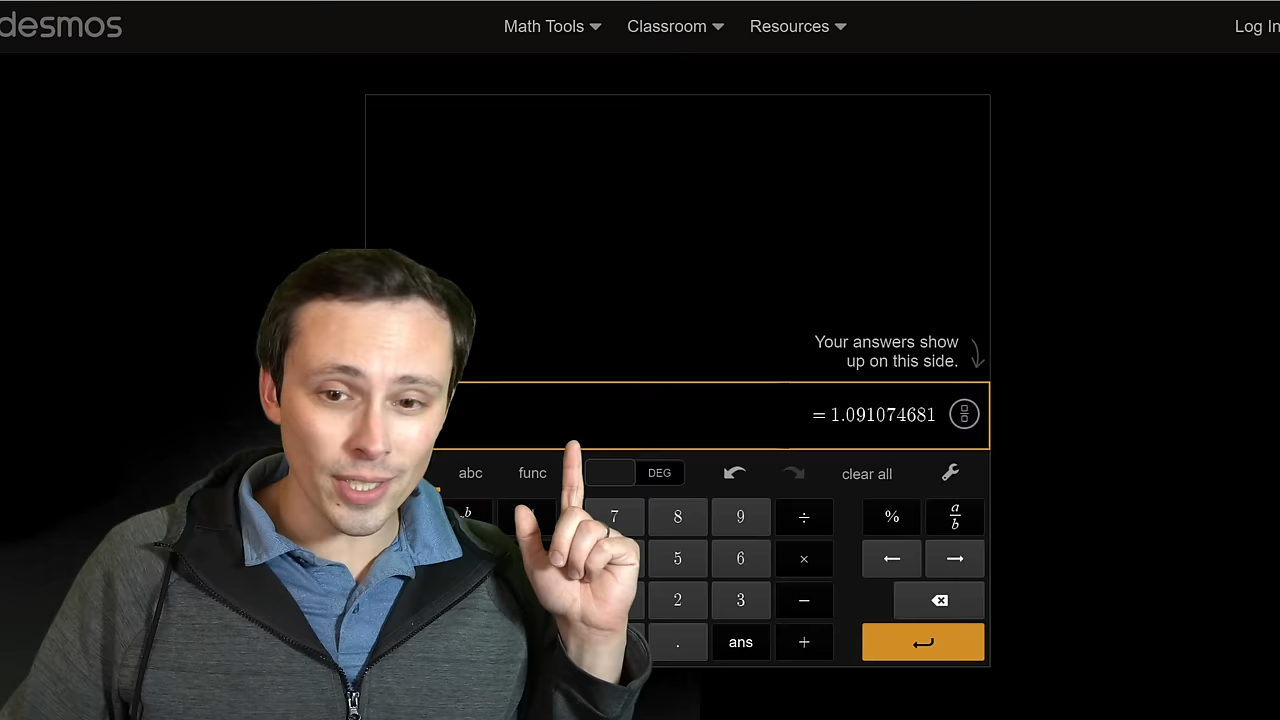 desmos
Math Tools Classroom Resources
Log In
Your answers show
up on this side.
= 1.091074681
abc func DEG clear all
b 7 8 9 ÷ % a/b
5 6 × ← →
2 3 −
. ans +